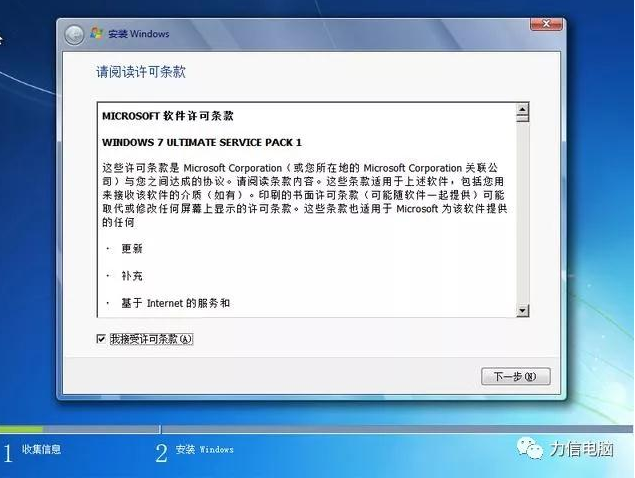 安装 Windows
请阅读许可条款
MICROSOFT 软件许可条款
WINDOWS 7 ULTIMATE SERVICE PACK 1
这些许可条款是 Microsoft Corporation（或您所在地的 Microsoft Corporation 关联公
司）与您之间达成的协议。请阅读条款内容。这些条款适用于上述软件，包括您用
来接收该软件的介质（如有）。印刷的书面许可条款（可能随软件一起提供）可能
取代或修改任何屏幕上显示的许可条款。这些条款也适用于 Microsoft 为该软件提供
的任何
· 更新
· 补充
· 基于 Internet 的服务和
我接受许可条款(A)
下一步(N)
1 收集信息
2 安装 Windows
力信电脑